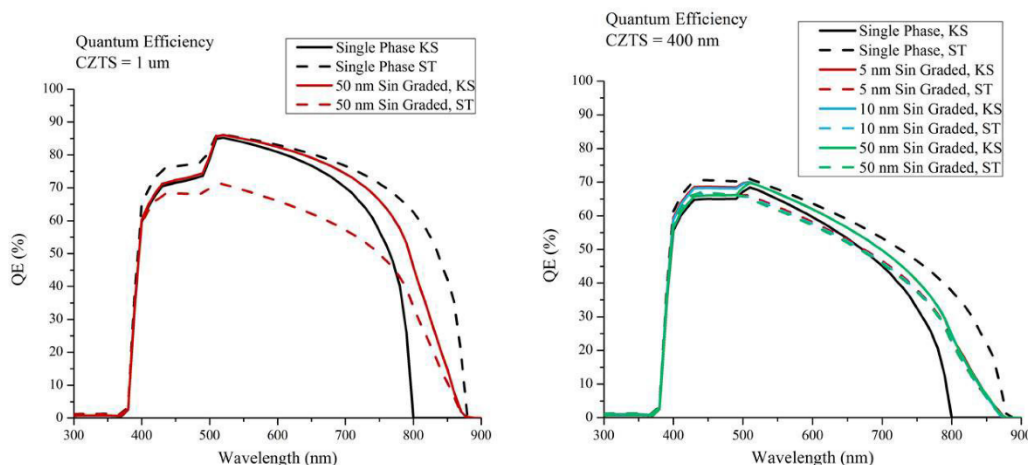 Quantum Efficiency
CZTS = 1 um
Single Phase KS
Single Phase ST
50 nm Sin Graded, KS
50 nm Sin Graded, ST
100
90
80
70
60
50
40
30
20
10
0
QE (%)
300 400 500 600 700 800 900
Wavelength (nm)
Quantum Efficiency
CZTS = 400 nm
Single Phase, KS
Single Phase, ST
5 nm Sin Graded, KS
5 nm Sin Graded, ST
10 nm Sin Graded, KS
10 nm Sin Graded, ST
50 nm Sin Graded, KS
50 nm Sin Graded, ST
100
90
80
70
60
50
40
30
20
10
0
QE (%)
300 400 500 600 700 800 900
Wavelength (nm)